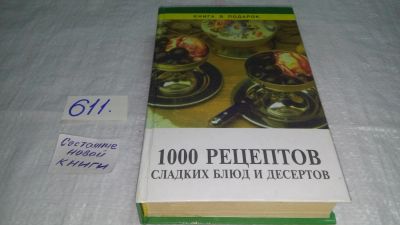 КНИГА В ПОДАРОК
611.
Состояние
новой
книги
1000 РЕЦЕПТОВ
СЛАДКИХ БЛЮД И ДЕСЕРТОВ